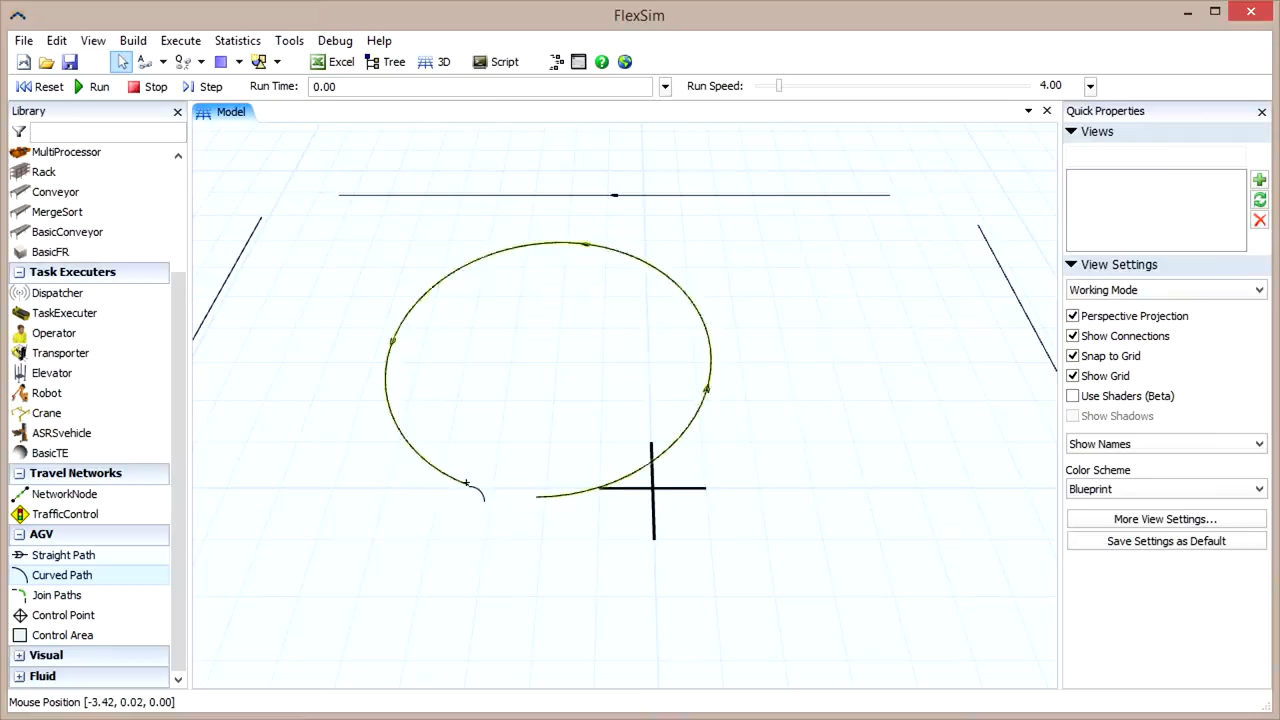 FlexSim
File Edit View Build Execute Statistics Tools Debug Help
Excel Tree 3D Script
Reset Run Stop Step Run Time: 0.00 Run Speed: 4.00
Library
Model
Quick Properties
Views
MultiProcessor
Rack
Conveyor
MergeSort
BasicConveyor
BasicFR
Task Executers
Dispatcher
TaskExecuter
Operator
Transporter
Elevator
Robot
Crane
ASRSvehicle
BasicTE
Travel Networks
NetworkNode
TrafficControl
AGV
Straight Path
Curved Path
Join Paths
Control Point
Control Area
Visual
Fluid
View Settings
Working Mode
Perspective Projection
Show Connections
Snap to Grid
Show Grid
Use Shaders (Beta)
Show Shadows
Show Names
Color Scheme
Blueprint
More View Settings...
Save Settings as Default
Mouse Position [-3.42, 0.02, 0.00]